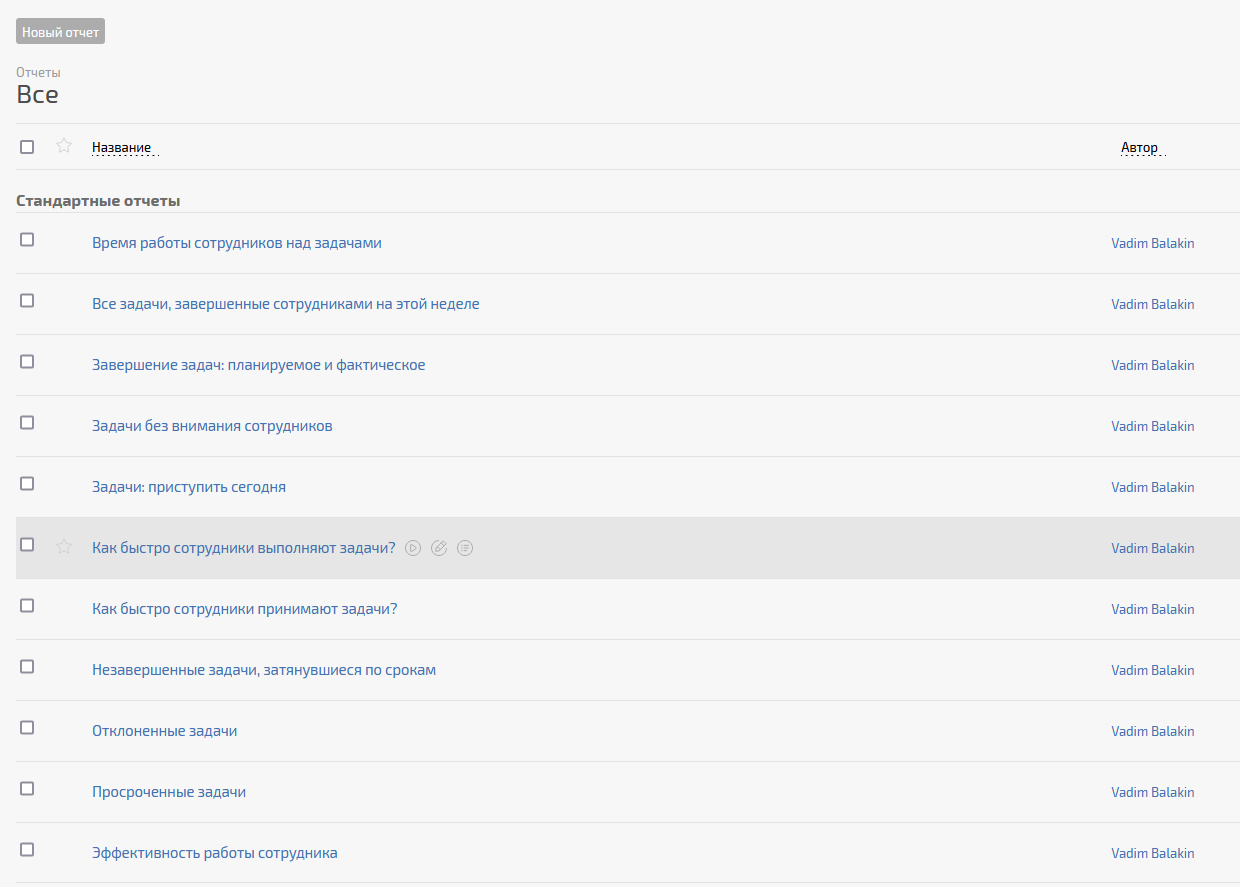 Новый отчет
Отчеты
Все
Название Автор
Стандартные отчеты
Время работы сотрудников над задачами Vadim Balakin
Все задачи, завершенные сотрудниками на этой неделе Vadim Balakin
Завершение задач: планируемое и фактическое Vadim Balakin
Задачи без внимания сотрудников Vadim Balakin
Задачи: приступить сегодня Vadim Balakin
Как быстро сотрудники выполняют задачи? Vadim Balakin
Как быстро сотрудники принимают задачи? Vadim Balakin
Незавершенные задачи, затянувшиеся по срокам Vadim Balakin
Отклоненные задачи Vadim Balakin
Просроченные задачи Vadim Balakin
Эффективность работы сотрудника Vadim Balakin